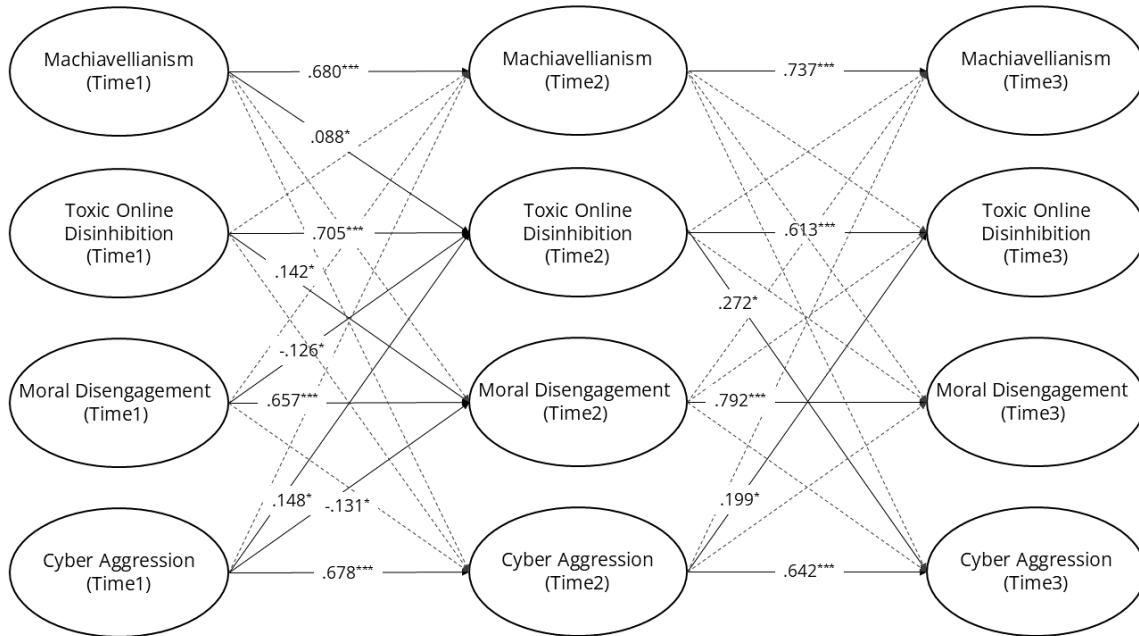 Machiavellianism
(Time1)
.680***
Machiavellianism
(Time2)
.737***
Machiavellianism
(Time3)
.088*
Toxic Online
Disinhibition
(Time1)
.705***
Toxic Online
Disinhibition
(Time2)
.613***
Toxic Online
Disinhibition
(Time3)
.142*
.272*
-.126*
Moral Disengagement
(Time1)
.657***
Moral Disengagement
(Time2)
.792***
Moral Disengagement
(Time3)
.148*
-.131*
.199*
Cyber Aggression
(Time1)
.678***
Cyber Aggression
(Time2)
.642***
Cyber Aggression
(Time3)